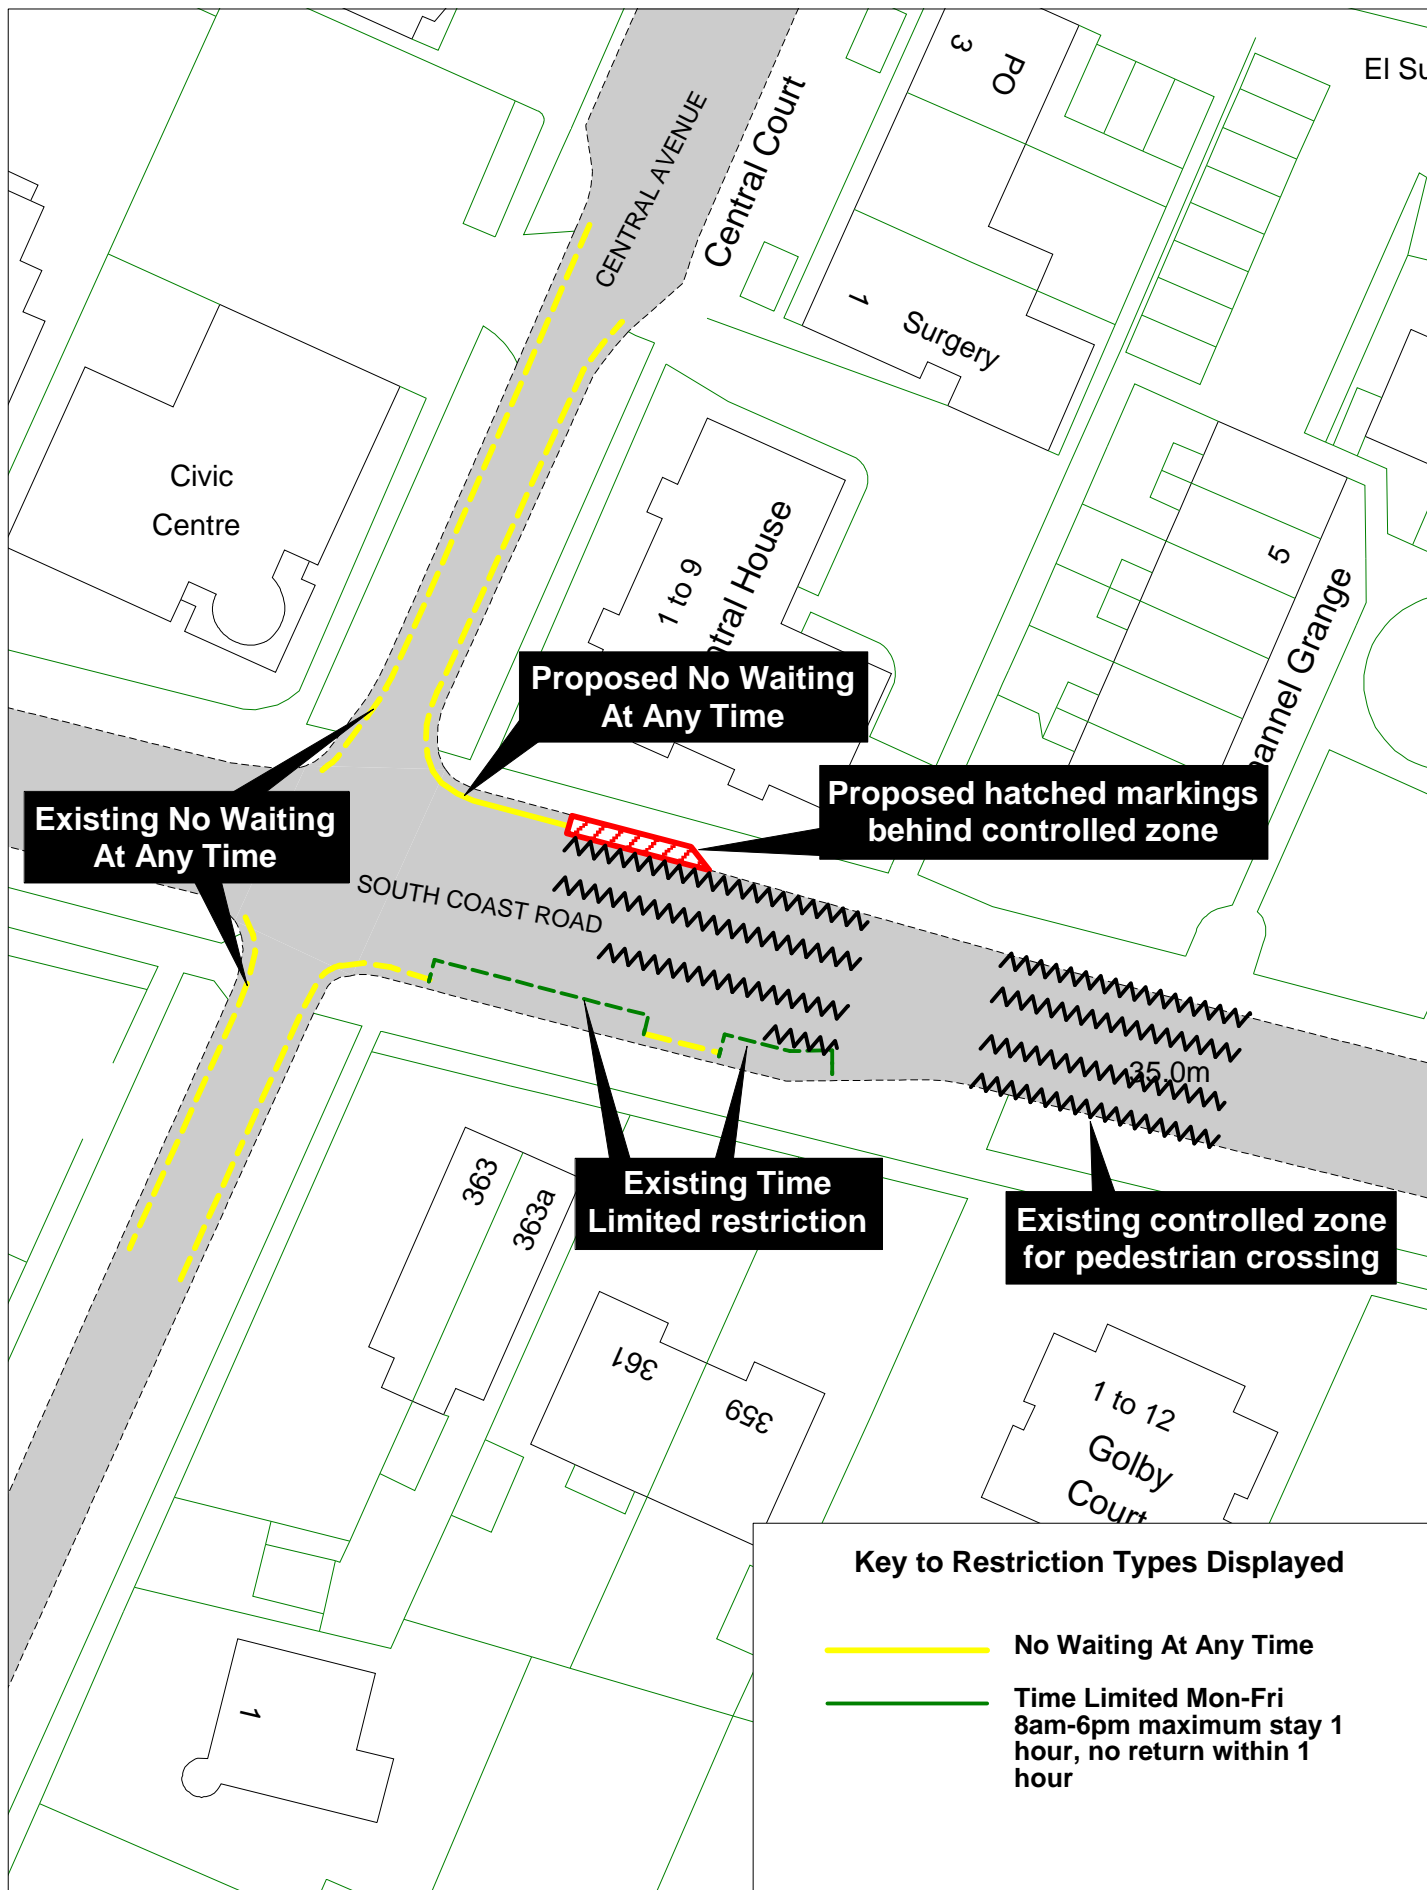 3
PO
El Su
CENTRAL AVENUE
Central Court
1
Surgery
Civic
Centre
1 to 9
ntral House
5
annel Grange
Proposed No Waiting
At Any Time
Proposed hatched markings
behind controlled zone
Existing No Waiting
At Any Time
SOUTH COAST ROAD
35.0m
363
363a
Existing Time
Limited restriction
Existing controlled zone
for pedestrian crossing
361
359
1 to 12
Golby
Court
1
Key to Restriction Types Displayed
No Waiting At Any Time
Time Limited Mon-Fri
8am-6pm maximum stay 1
hour, no return within 1
hour